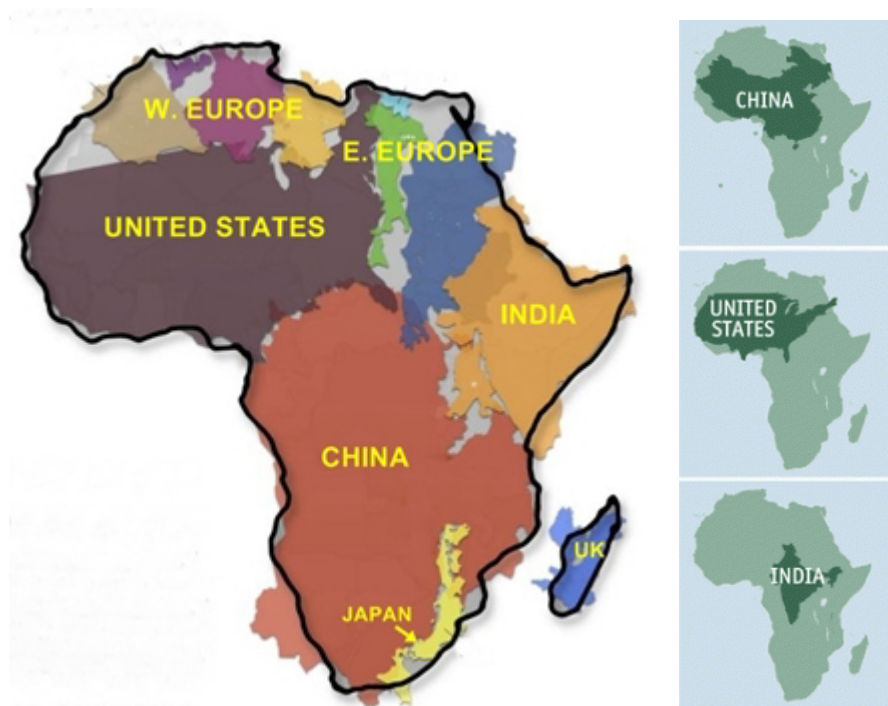 W. EUROPE
E. EUROPE
UNITED STATES
INDIA
CHINA
UK
JAPAN
CHINA
UNITED
STATES
INDIA